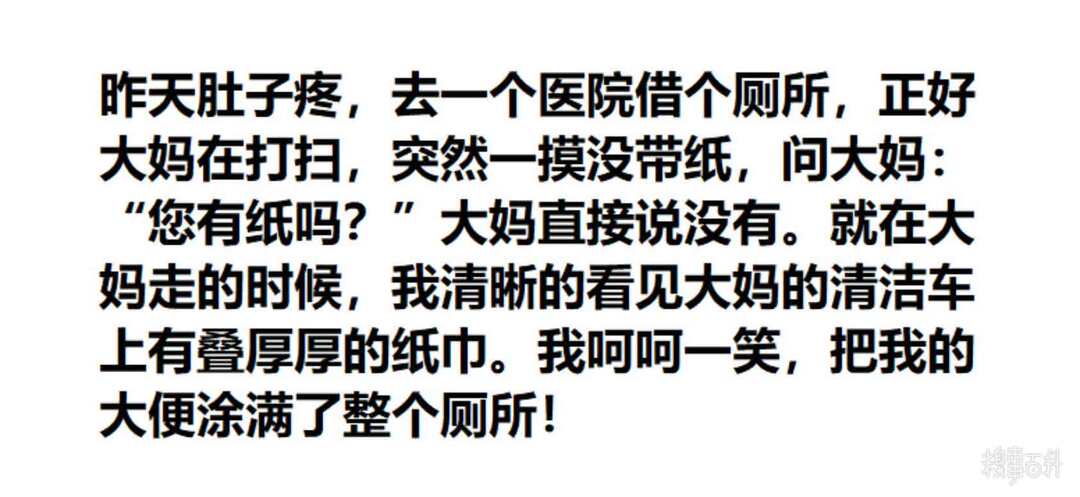 昨天肚子疼，去一个医院借个厕所，正好
大妈在打扫，突然一摸没带纸，问大妈：
“您有纸吗？”大妈直接说没有。就在大
妈走的时候，我清晰的看见大妈的清洁车
上有叠厚厚的纸巾。我呵呵一笑，把我的
大便涂满了整个厕所！